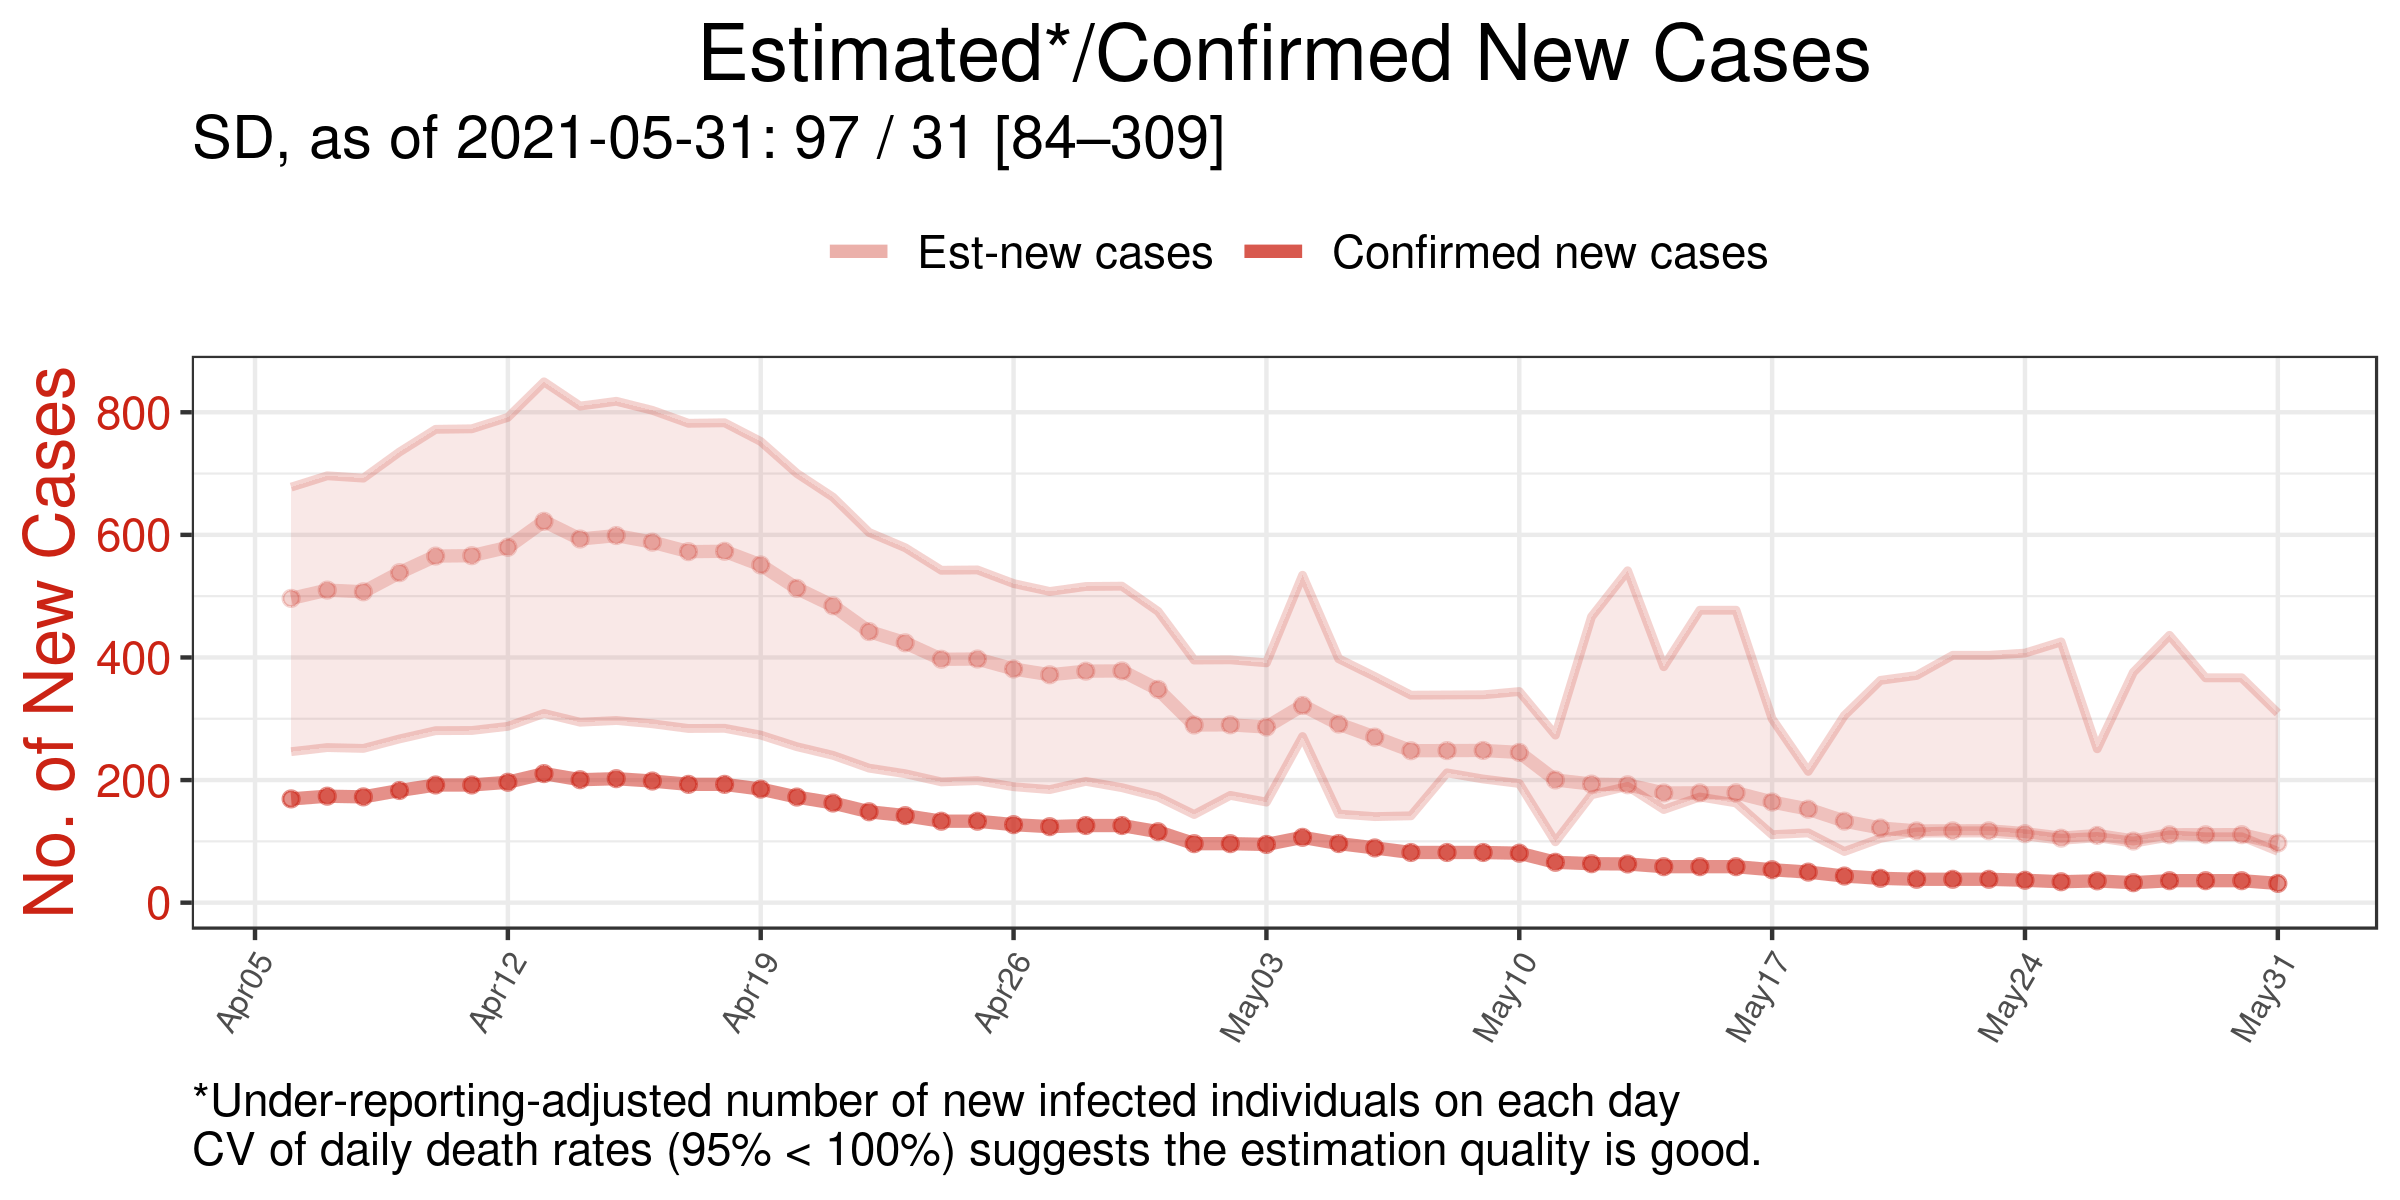 Estimated*/Confirmed New Cases
SD, as of 2021-05-31: 97 / 31 [84–309]
Est-new cases
Confirmed new cases
No. of New Cases
800
600
400
200
0
Apr05
Apr12
Apr19
Apr26
May03
May10
May17
May24
May31
*Under-reporting-adjusted number of new infected individuals on each day
CV of daily death rates (95% < 100%) suggests the estimation quality is good.